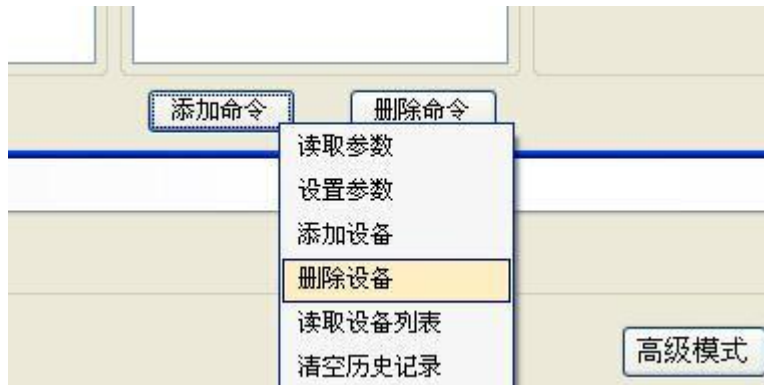 添加命令 删除命令
读取参数
设置参数
添加设备
删除设备
读取设备列表
高级模式
清空历史记录